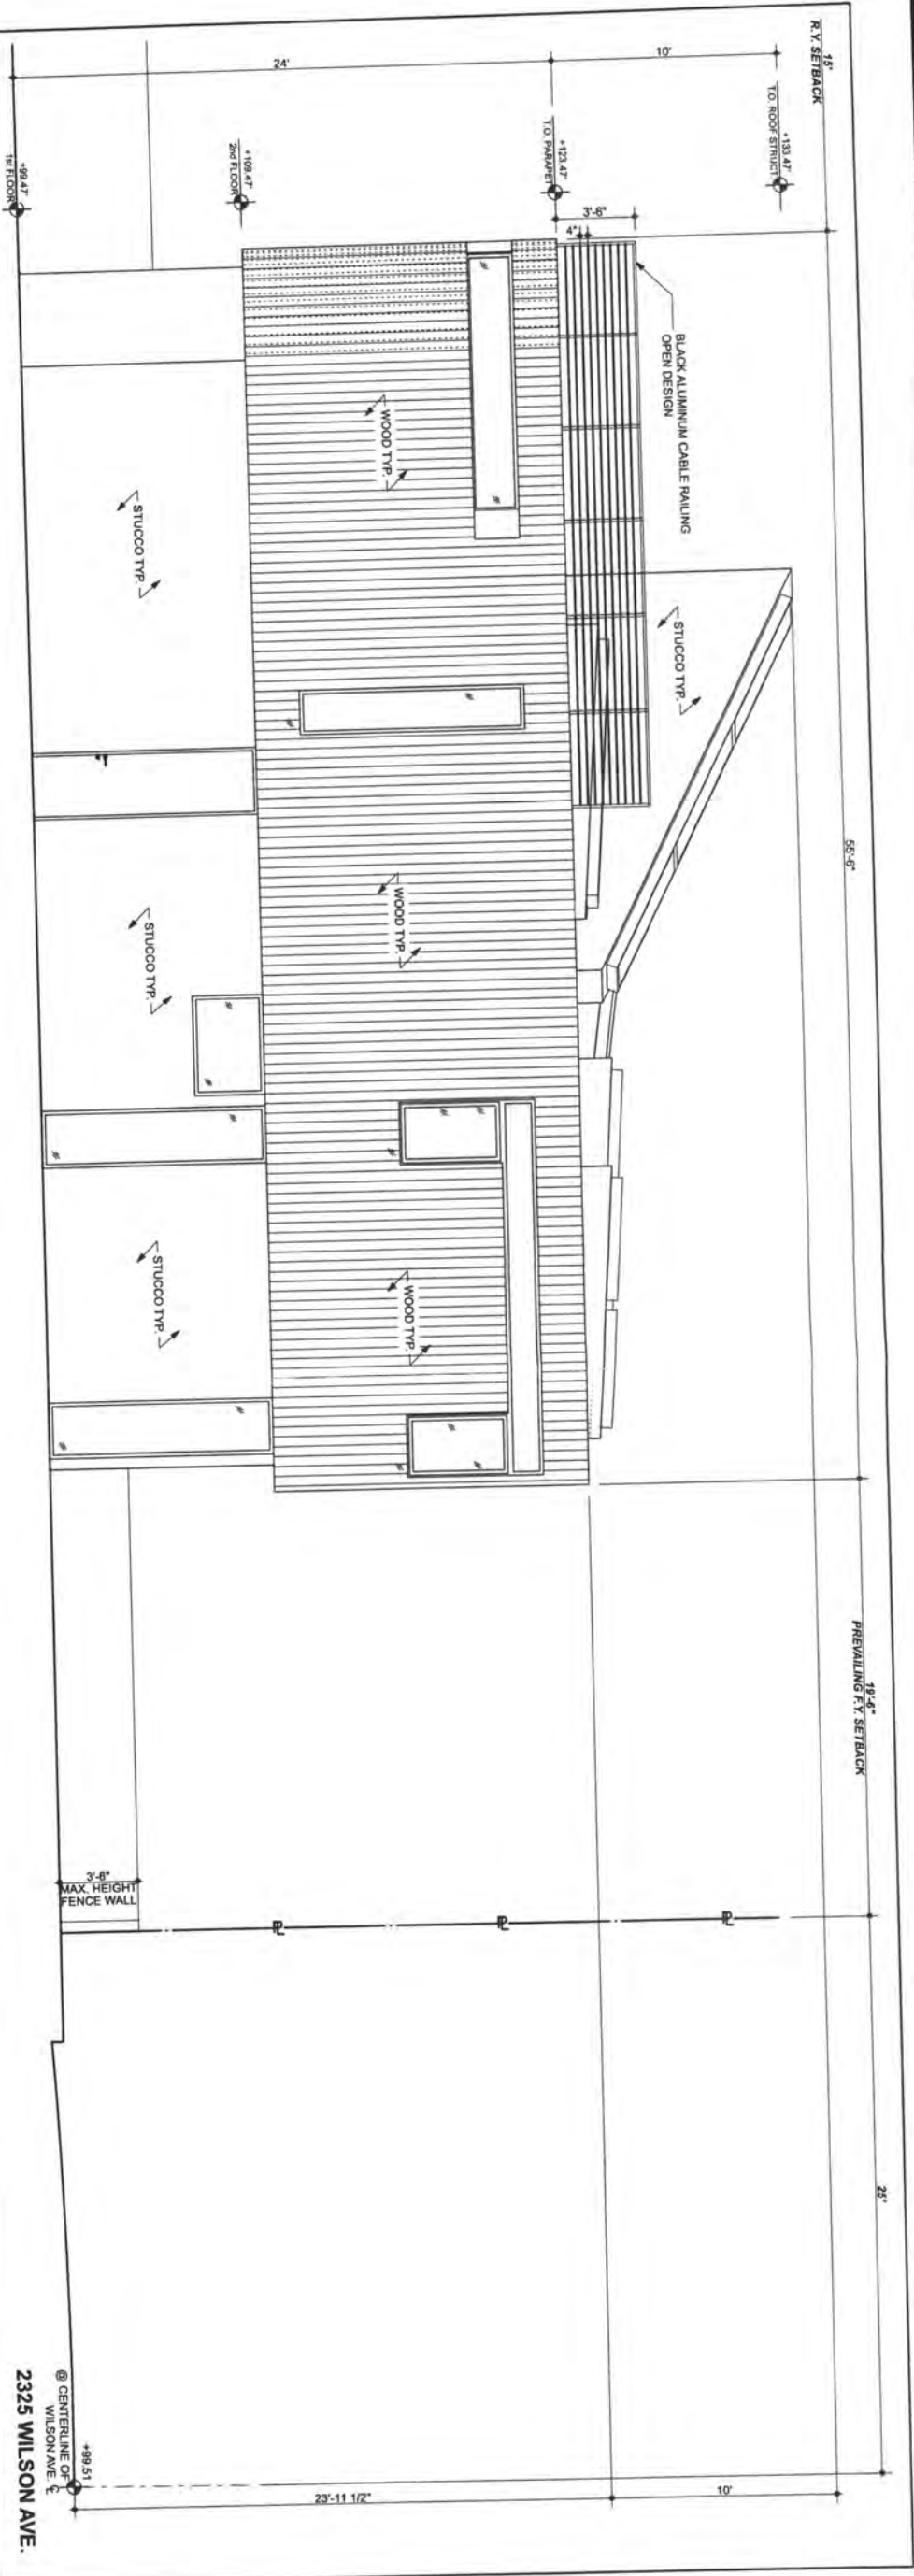 15'
R.Y. SETBACK
55'-6"
19'-6"
PREVAILING F.Y. SETBACK
25'
10'
24'
+133.47'
T.O. ROOF STRUCT.
+123.47'
T.O. PARAPET
+109.47'
2nd FLOOR
+99.47'
1st FLOOR
3'-6"
4"
BLACK ALUMINUM CABLE RAILING
OPEN DESIGN
STUCCO TYP.
WOOD TYP.
WOOD TYP.
WOOD TYP.
STUCCO TYP.
STUCCO TYP.
STUCCO TYP.
3'-6"
MAX. HEIGHT
FENCE WALL
PL
PL
PL
10'
23'-11 1/2"
+99.51
@ CENTERLINE OF
WILSON AVE. CL
2325 WILSON AVE.